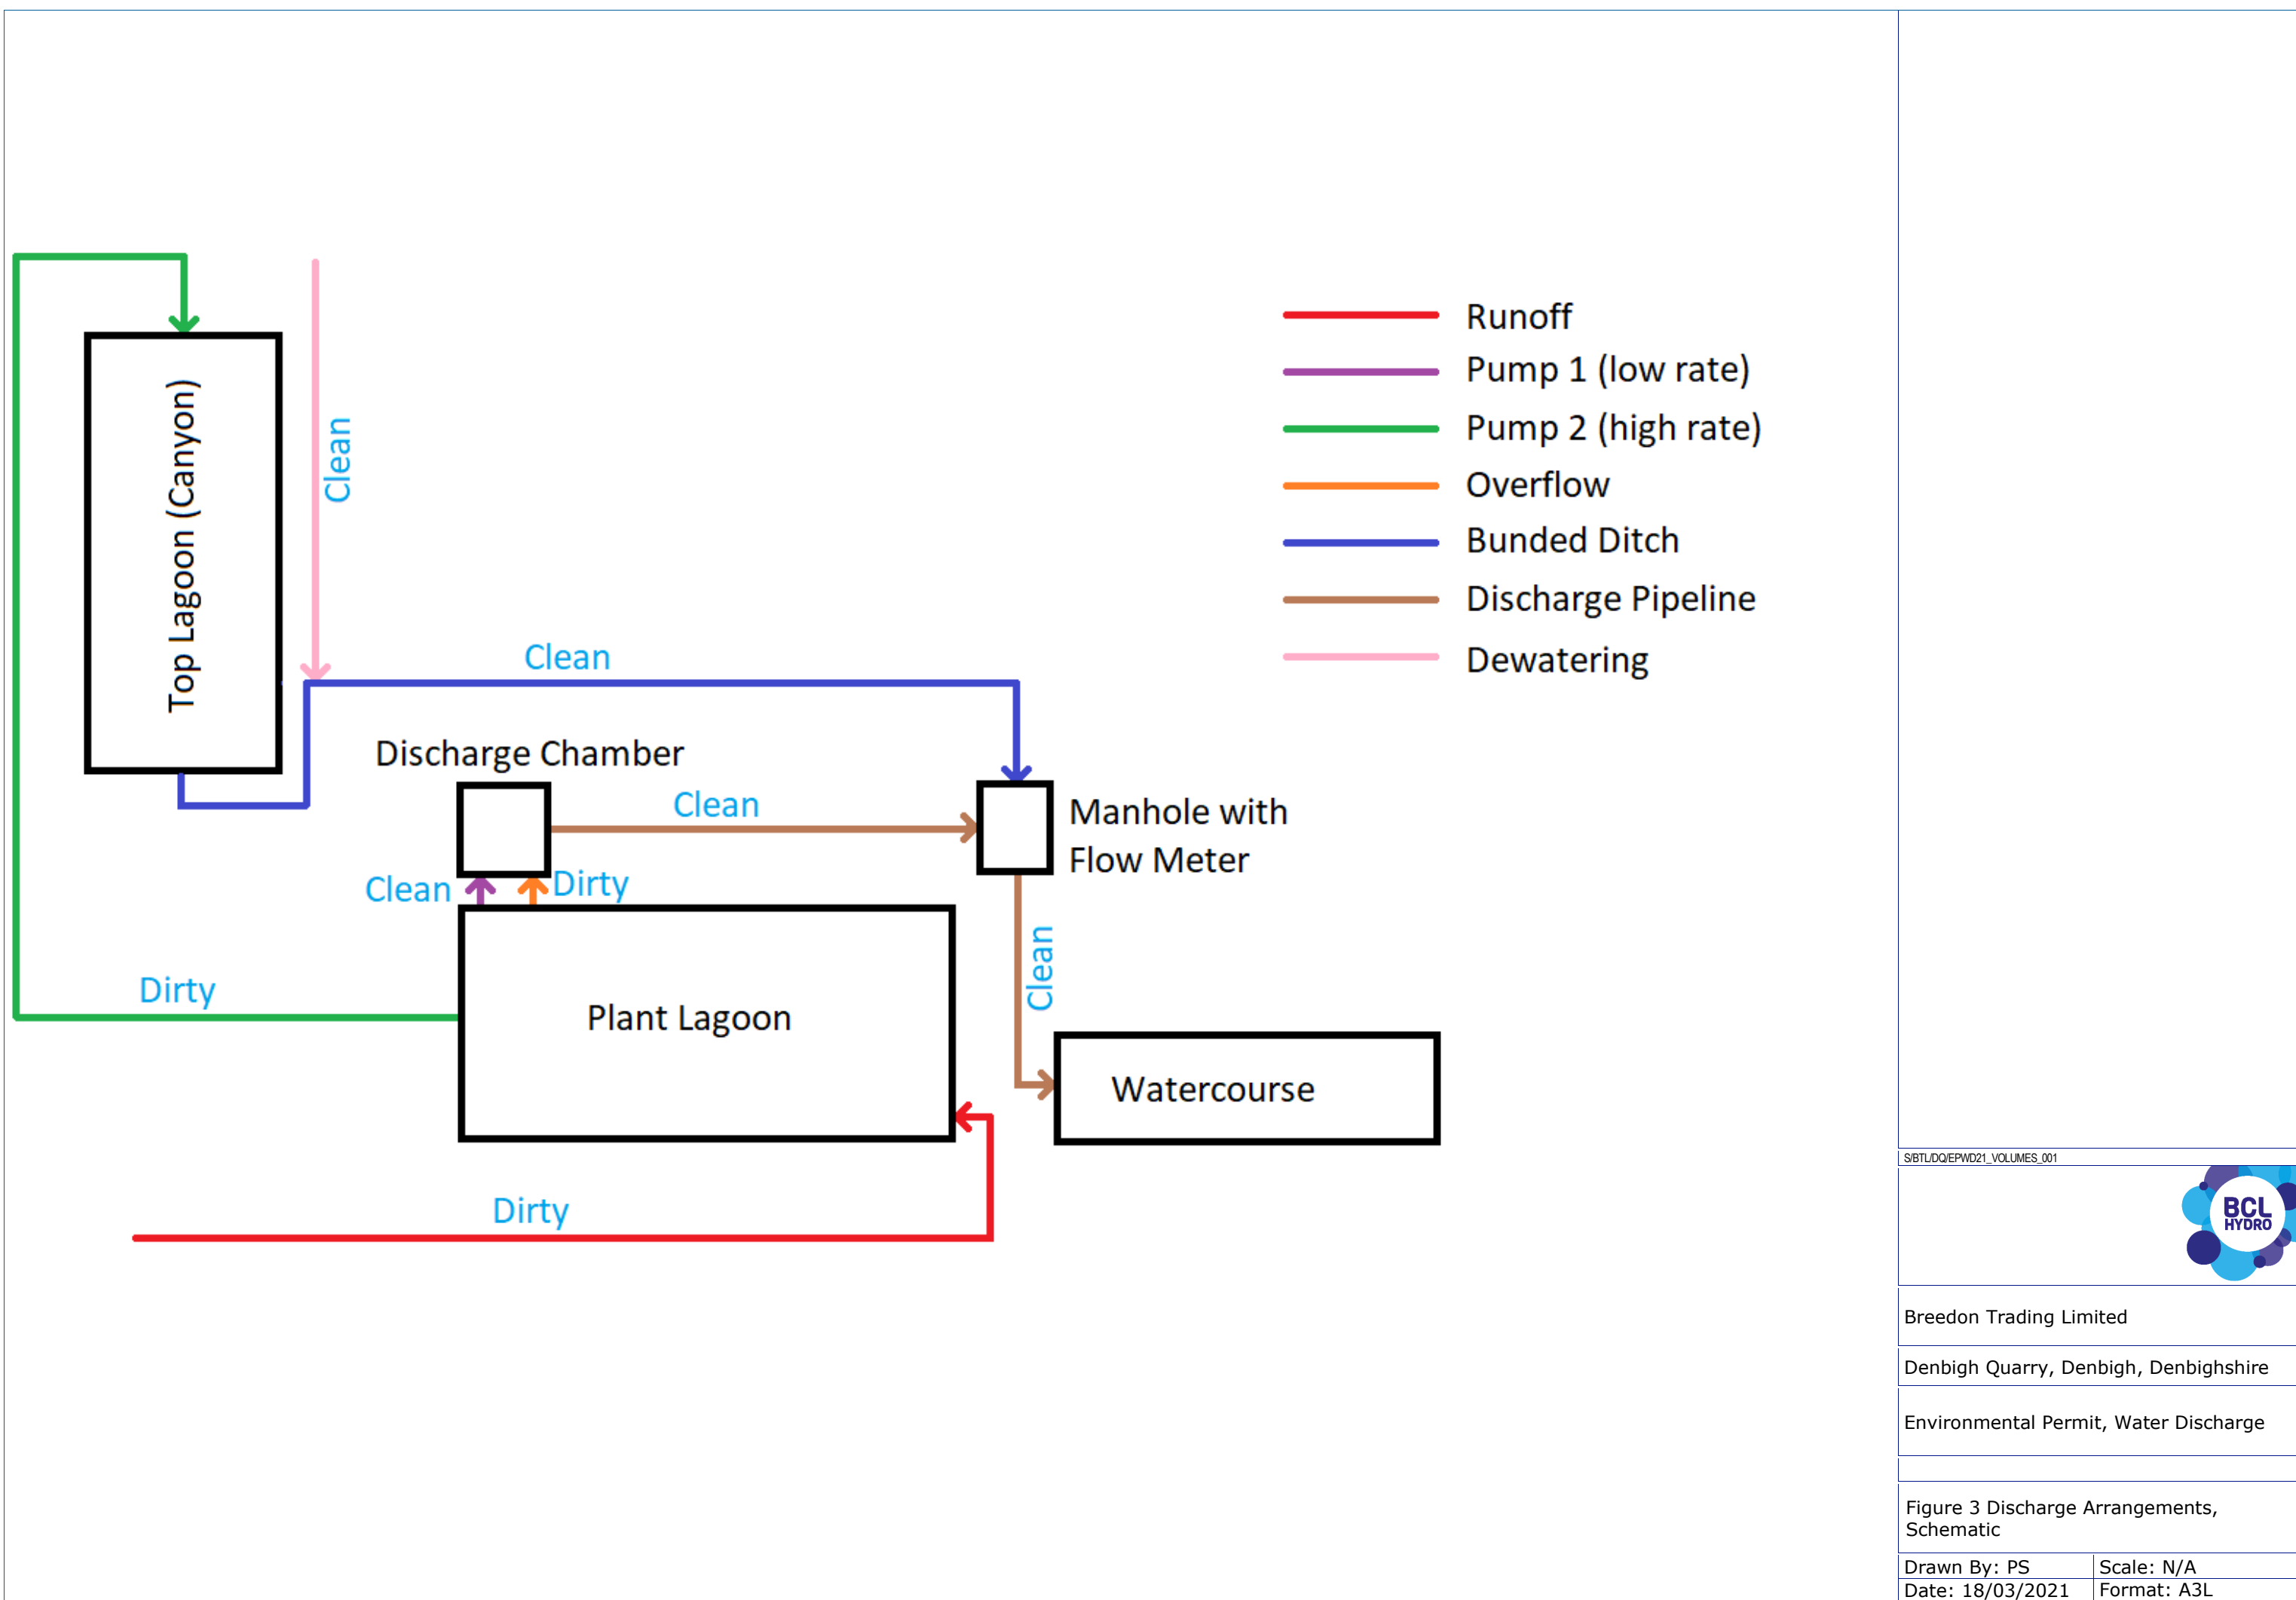 Top Lagoon (Canyon)
Clean
Runoff
Pump 1 (low rate)
Pump 2 (high rate)
Overflow
Bunded Ditch
Discharge Pipeline
Dewatering
Clean
Discharge Chamber
Clean
Manhole with
Flow Meter
Clean
Dirty
Clean
Dirty
Plant Lagoon
Watercourse
Dirty
S/BTL/DQ/EPWD21_VOLUMES_001
BCL
HYDRO
Breedon Trading Limited
Denbigh Quarry, Denbigh, Denbighshire
Environmental Permit, Water Discharge
Figure 3 Discharge Arrangements,
Schematic
Drawn By: PS
Scale: N/A
Date: 18/03/2021
Format: A3L